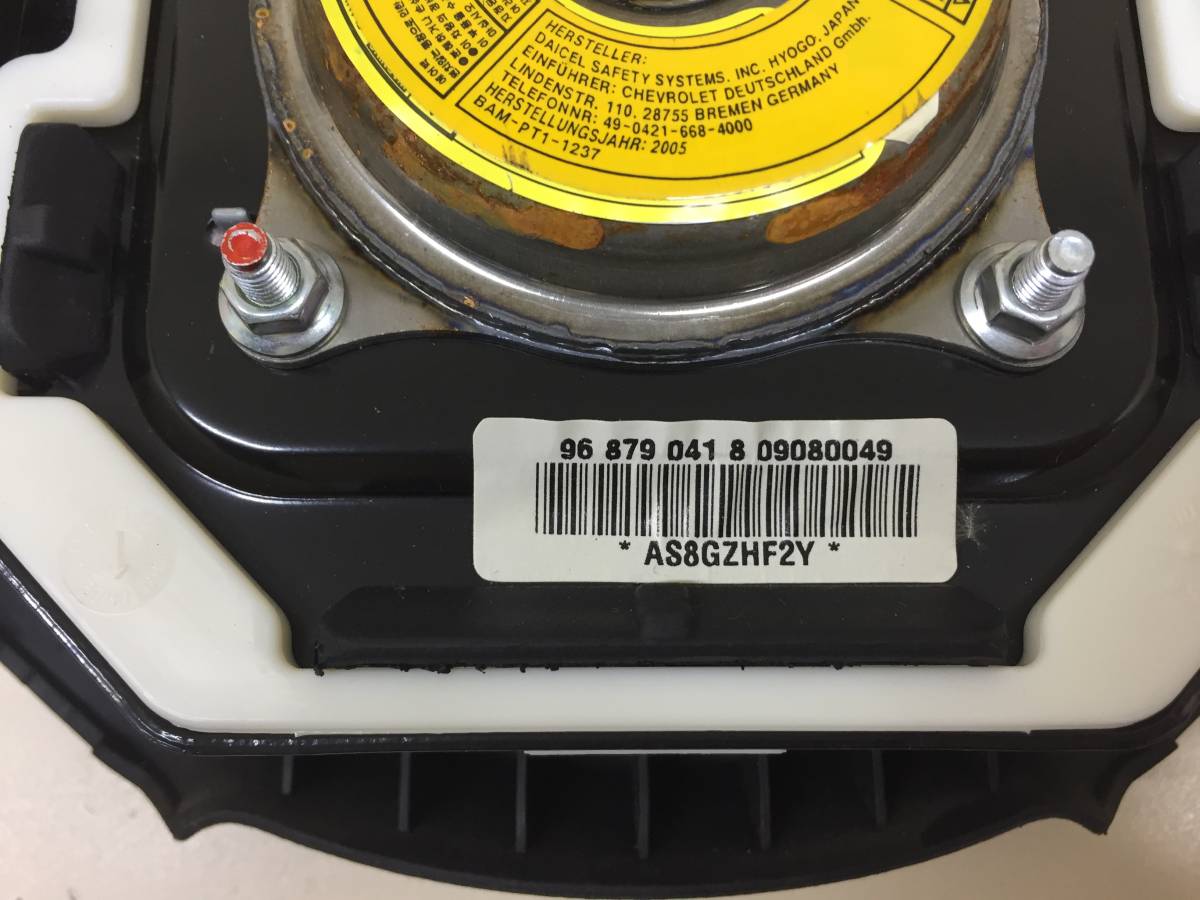 HERSTELLER:
DAICEL SAFETY SYSTEMS. INC. HYOGO, JAPAN
EINFÜHRER: CHEVROLET DEUTSCHLAND Gmbh.
LINDENSTR. 110. 28755 BREMEN GERMANY
TELEFONNR: 49-0421-668-4000
HERSTELLUNGSJAHR: 2005
BAM-PT1-1237
96 879 041 8 09080049
* AS8GZHF2Y *